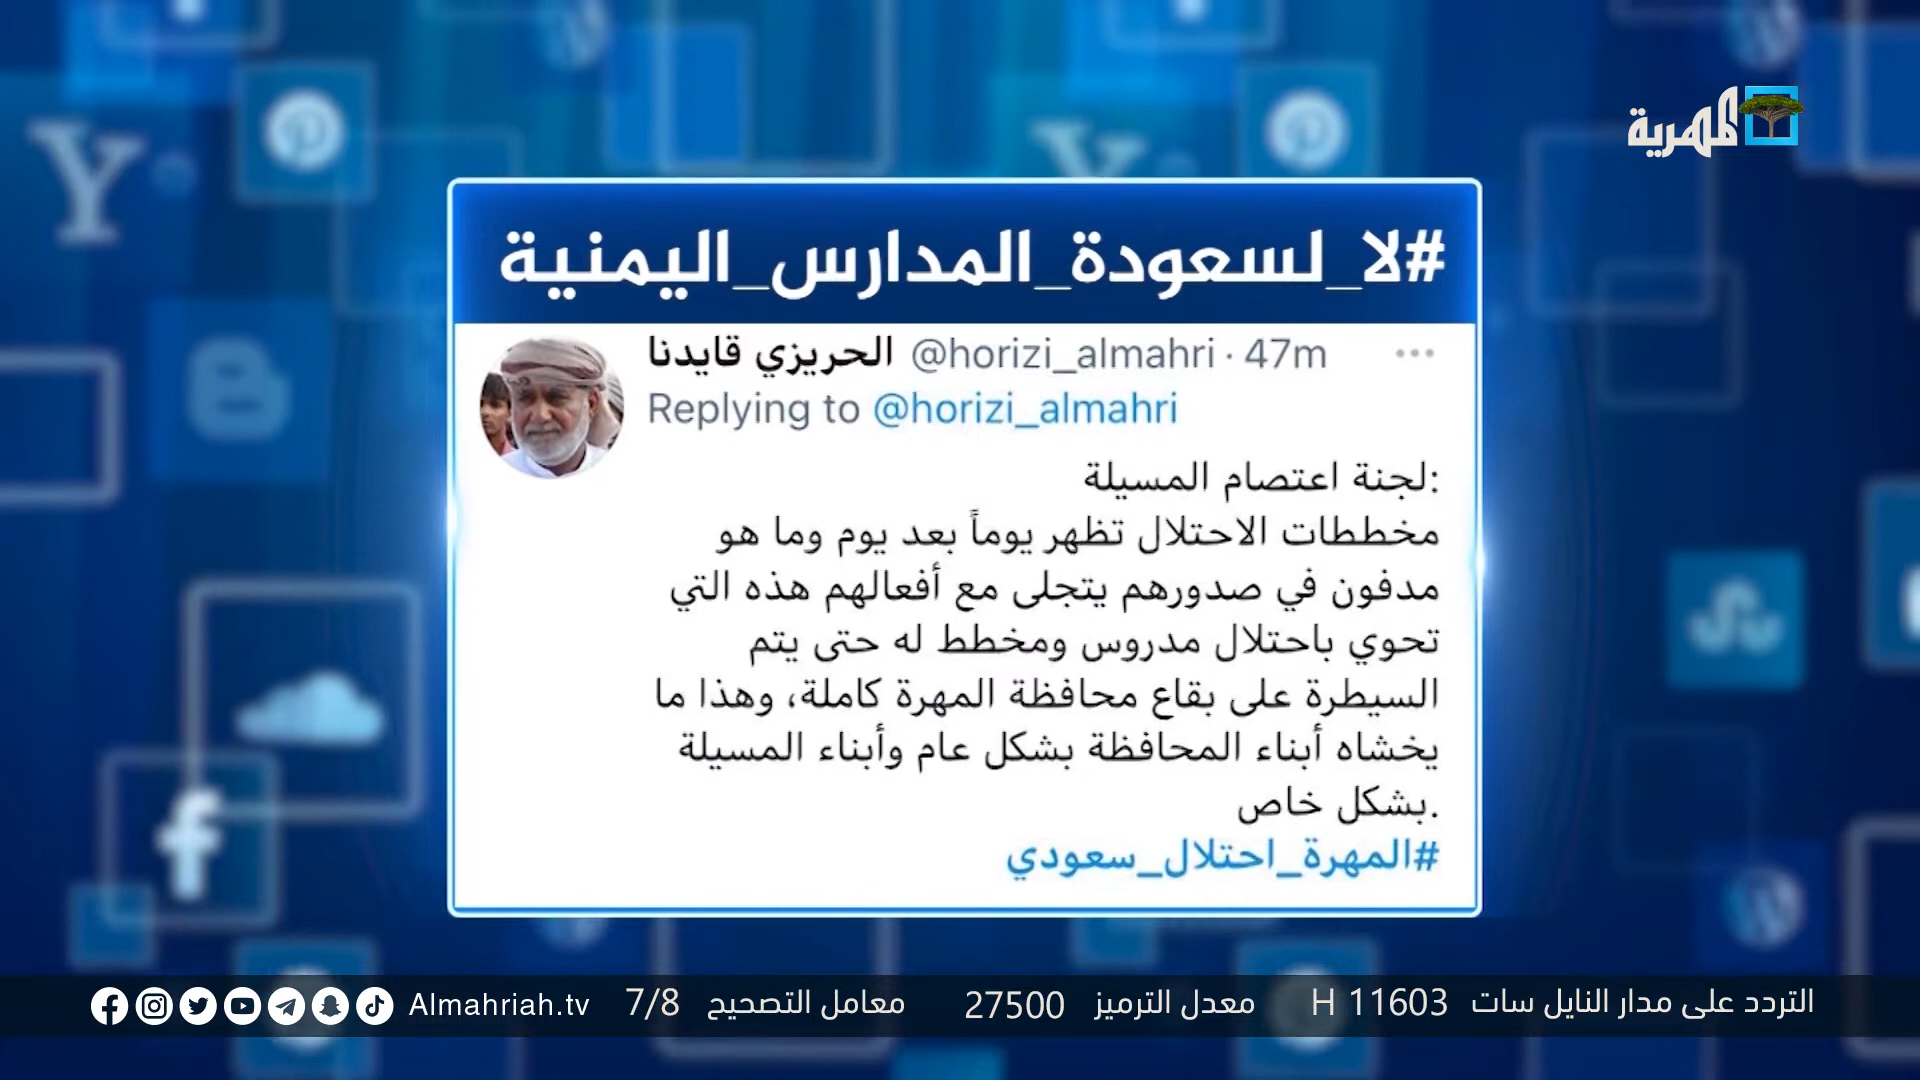 المهرية
#لا_لسعودة_المدارس_اليمنية
الحريزي قايدنا @horizi_almahri · 47m
Replying to @horizi_almahri
لجنة اعتصام المسيلة:
مخططات الاحتلال تظهر يوماً بعد يوم وما هو
مدفون في صدورهم يتجلى مع أفعالهم هذه التي
تحوي باحتلال مدروس ومخطط له حتى يتم
السيطرة على بقاع محافظة المهرة كاملة، وهذا ما
يخشاه أبناء المحافظة بشكل عام وأبناء المسيلة
بشكل خاص.
#المهرة_احتلال_سعودي
التردد على مدار النايل سات 11603 H معدل الترميز 27500 معامل التصحيح 7/8 Almahriah.tv